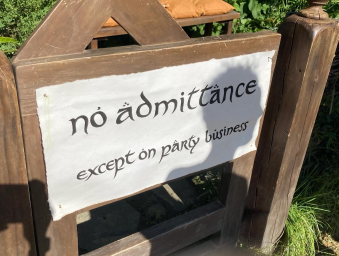 no admittance
except on party business